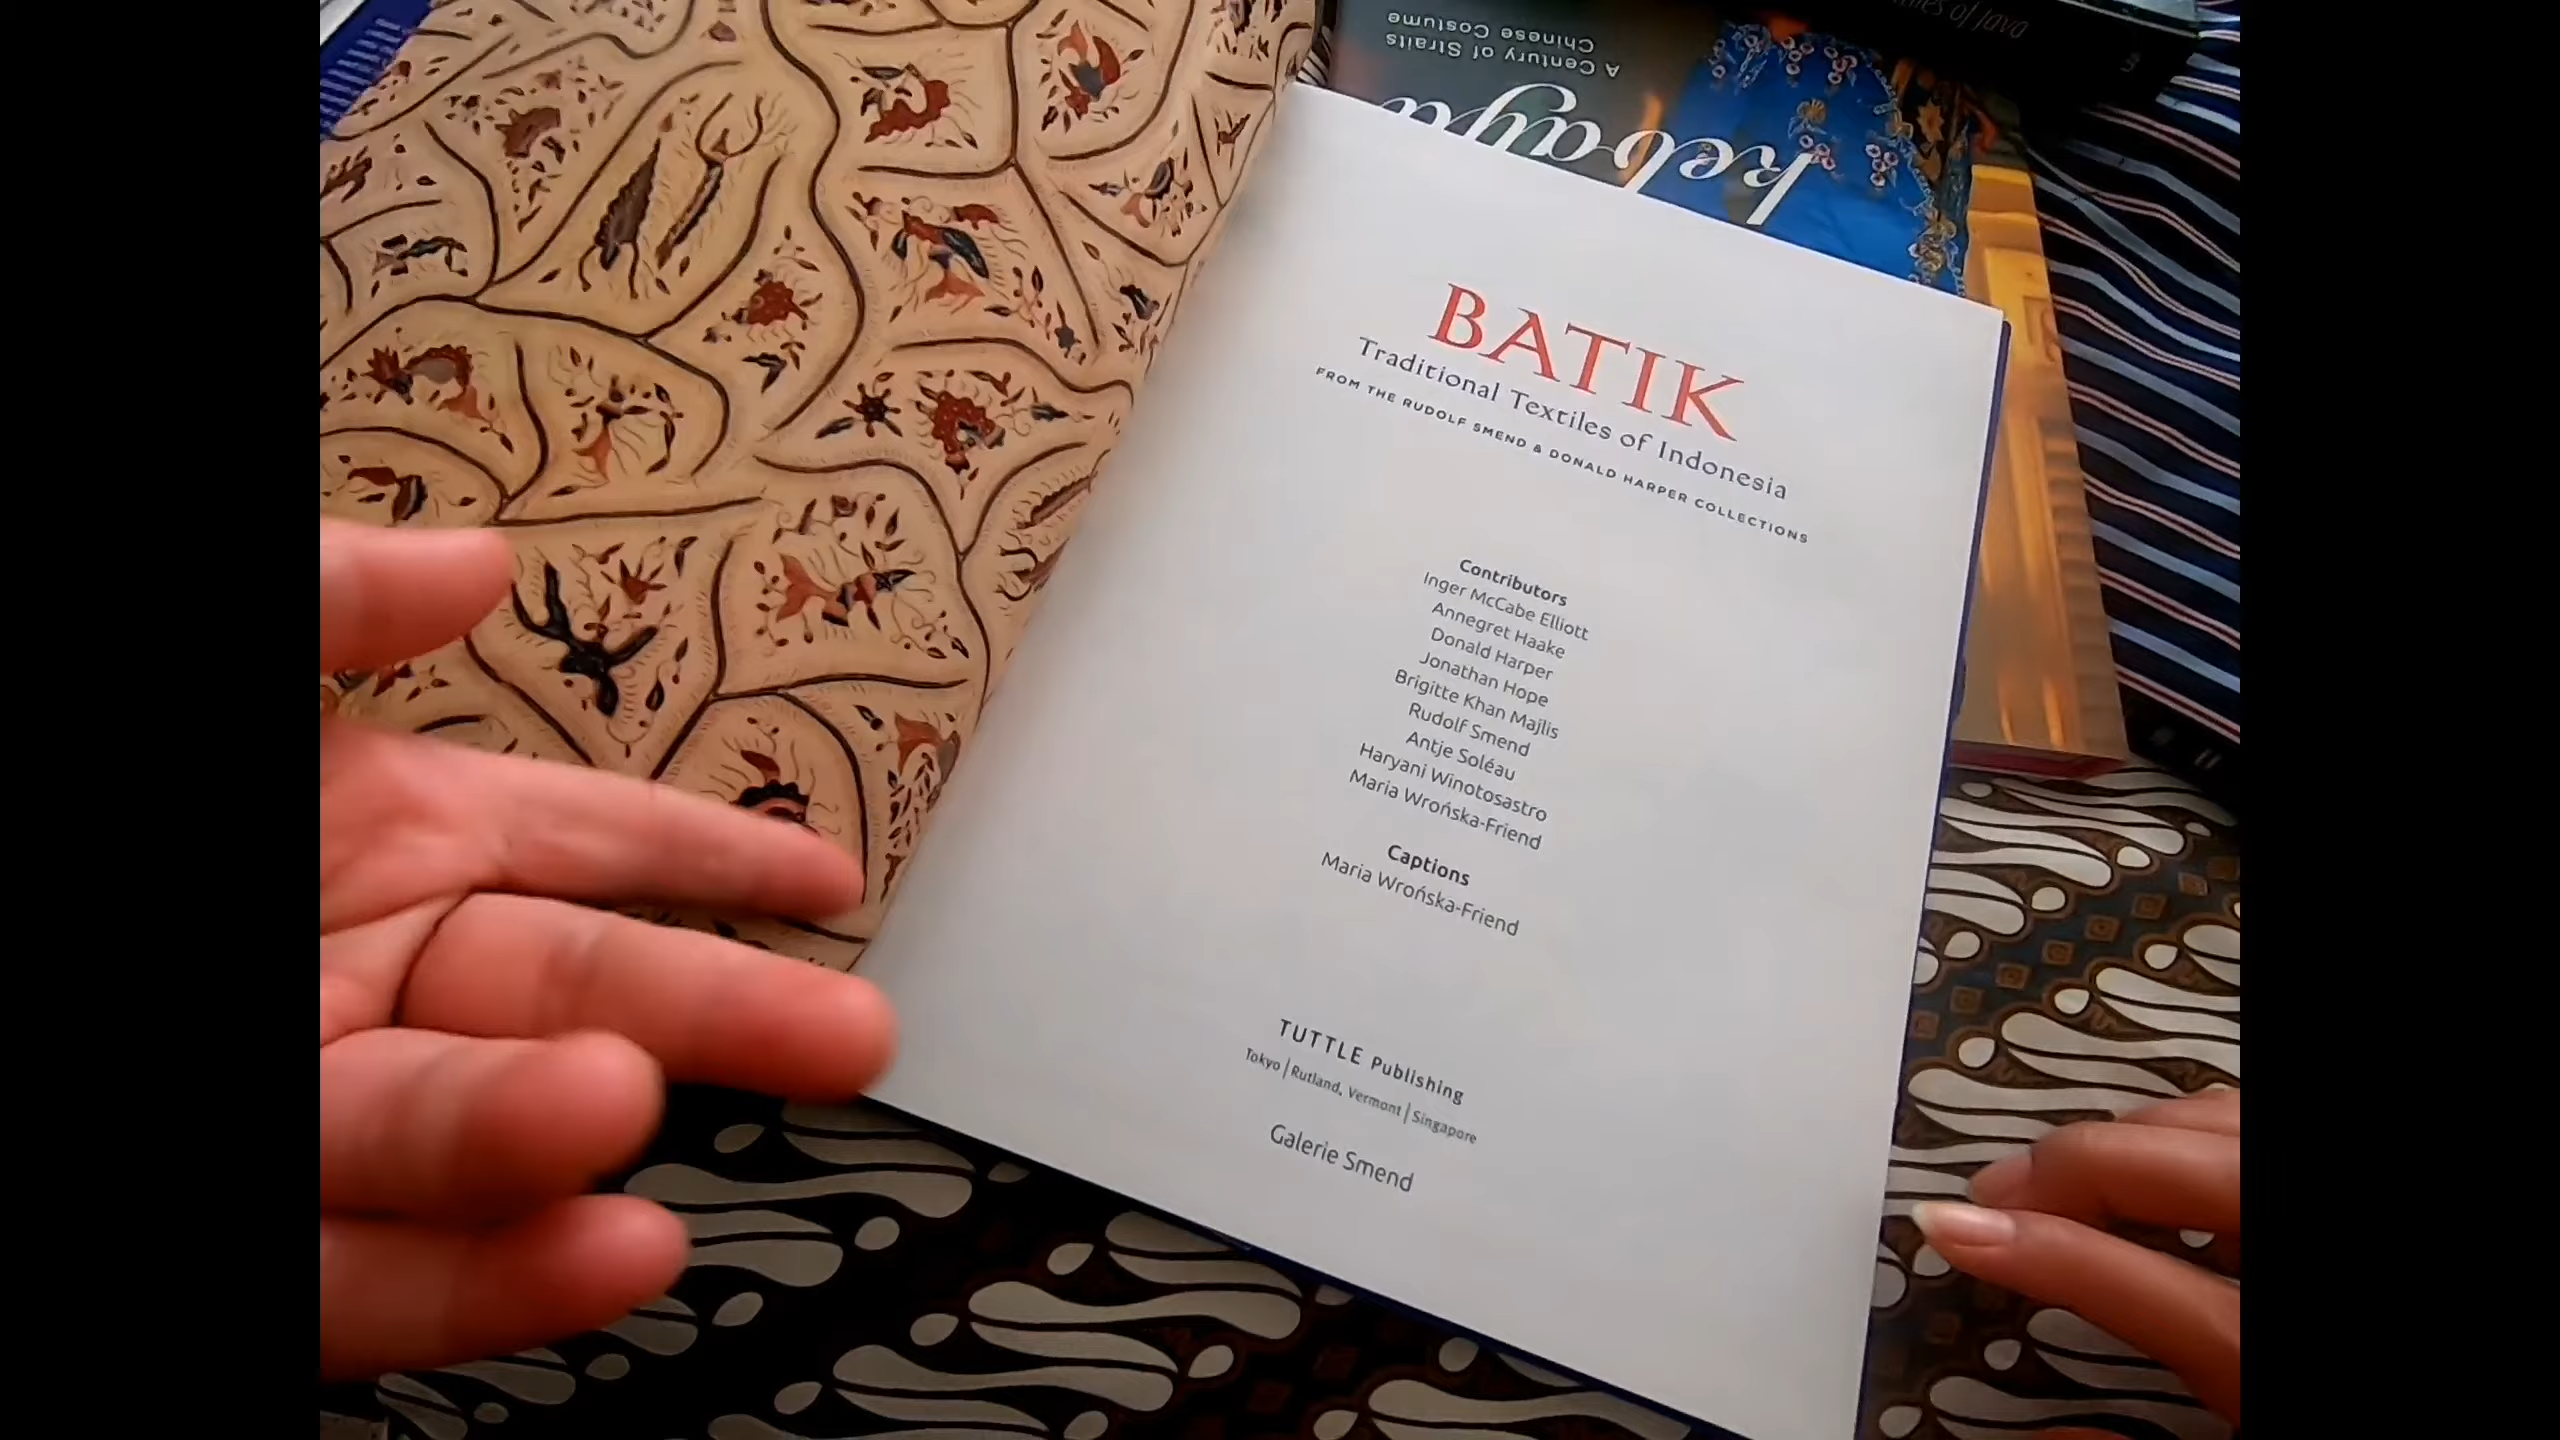 BATIK
Traditional Textiles of Indonesia
FROM THE RUDOLF SMEND & DONALD HARPER COLLECTIONS
Contributors
Inger McCabe Elliott
Annegret Haake
Donald Harper
Jonathan Hope
Brigitte Khan Majlis
Rudolf Smend
Antje Soléau
Haryani Winotosastro
Maria Wrońska-Friend
Captions
Maria Wrońska-Friend
TUTTLE Publishing
Tokyo | Rutland, Vermont | Singapore
Galerie Smend
kebaya
A Century of Straits
Chinese Costume
of Java